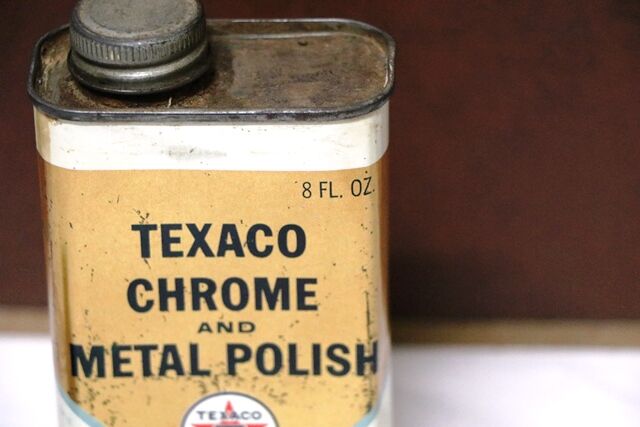 8 FL. OZ.
TEXACO
CHROME
AND
METAL POLISH
TEXACO